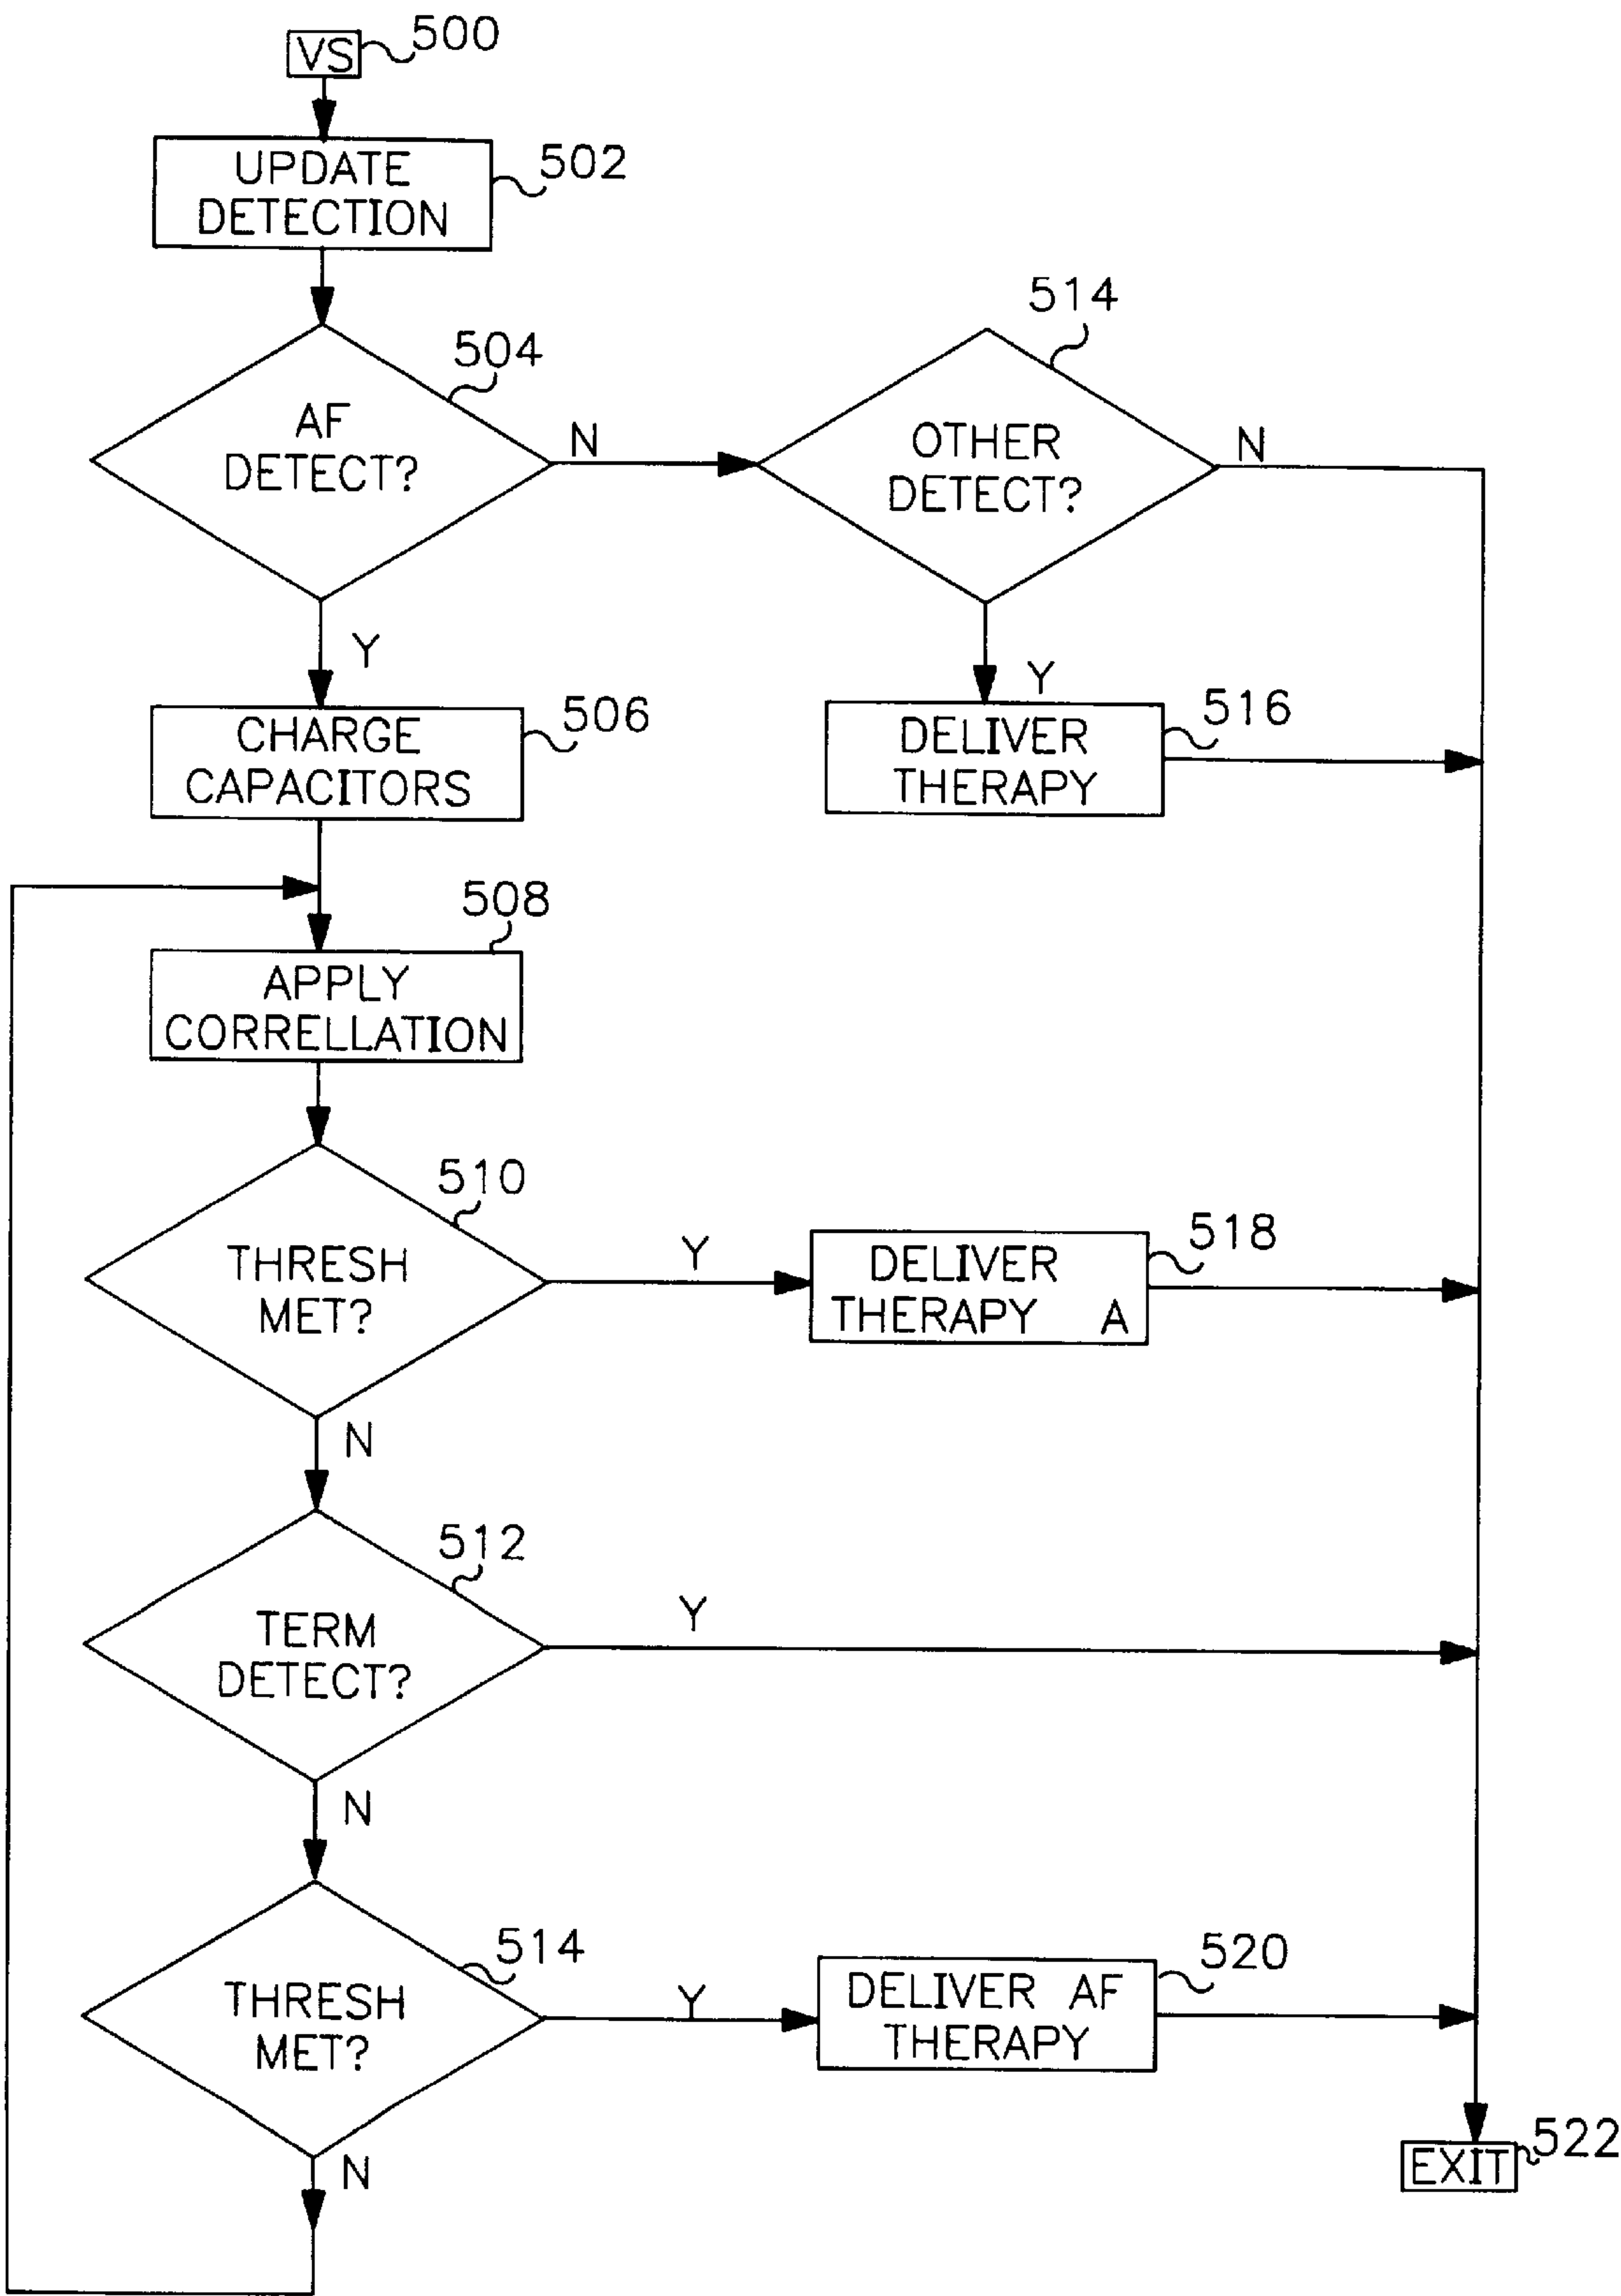 VS
500
UPDATE
DETECTION
502
AF
DETECT?
504
N
Y
OTHER
DETECT?
514
N
Y
CHARGE
CAPACITORS
506
DELIVER
THERAPY
516
APPLY
CORRELLATION
508
THRESH
MET?
510
Y
N
DELIVER
THERAPY A
518
TERM
DETECT?
512
Y
N
THRESH
MET?
514
Y
N
DELIVER AF
THERAPY
520
EXIT
522